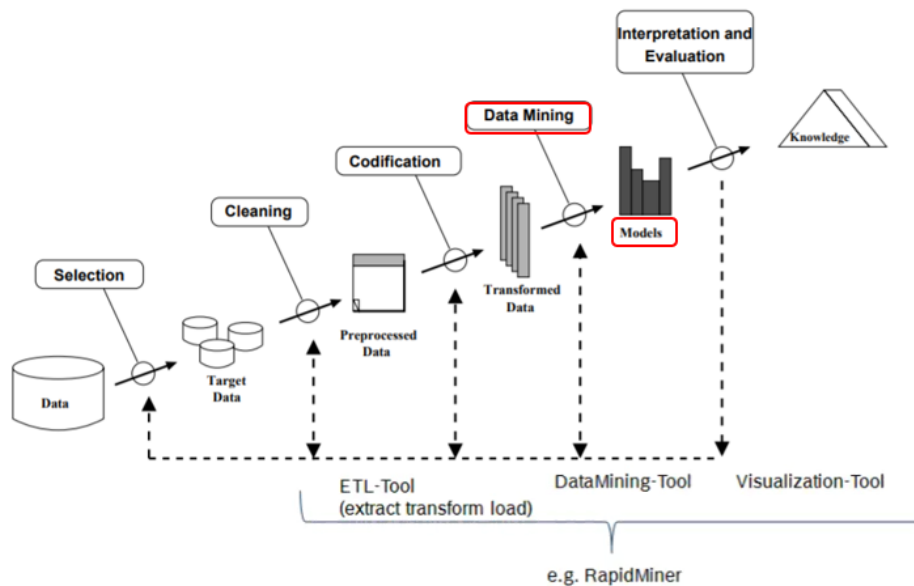 Interpretation and
Evaluation
Data Mining
Knowledge
Codification
Models
Cleaning
Transformed
Data
Selection
Preprocessed
Data
Target
Data
Data
ETL-Tool
(extract transform load)
DataMining-Tool
Visualization-Tool
e.g. RapidMiner